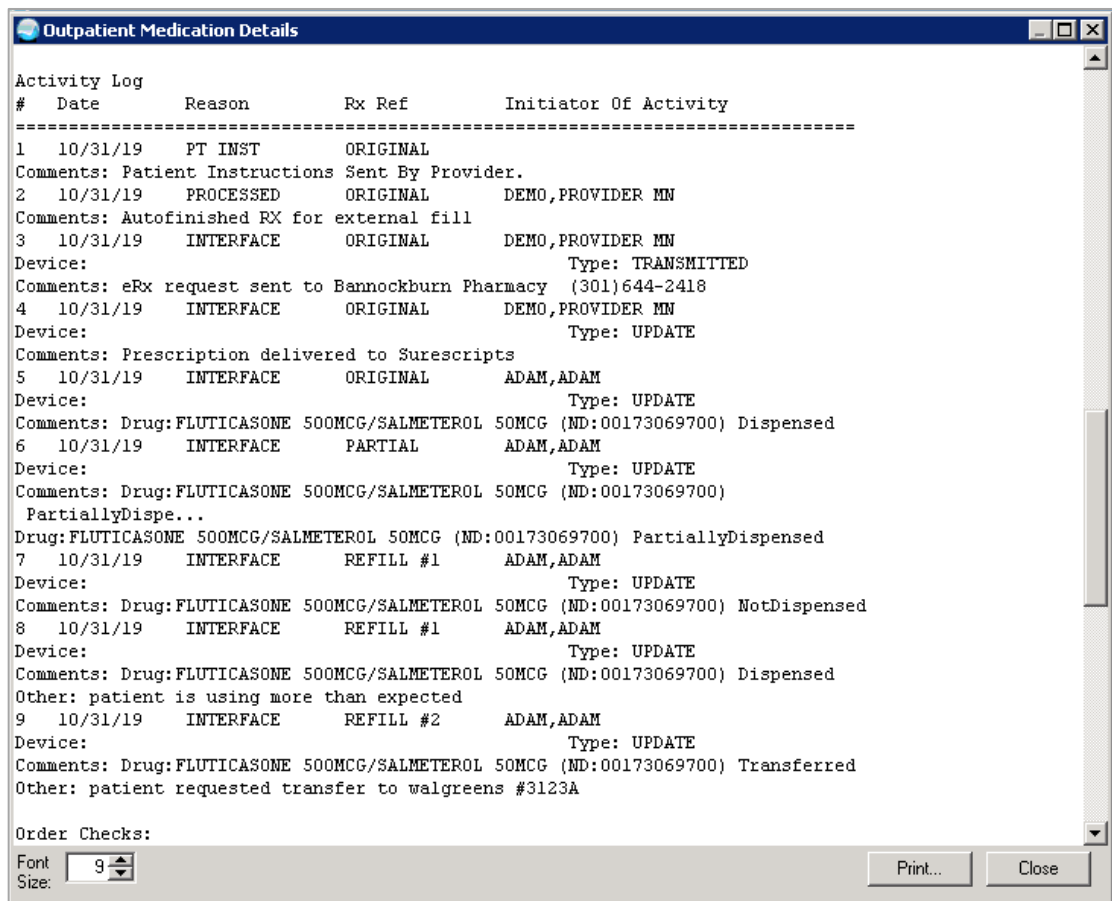 Outpatient Medication Details
Activity Log
#   Date        Reason         Rx Ref         Initiator Of Activity
===============================================================================
1   10/31/19    PT INST        ORIGINAL
Comments: Patient Instructions Sent By Provider.
2   10/31/19    PROCESSED      ORIGINAL       DEMO,PROVIDER MN
Comments: Autofinished RX for external fill
3   10/31/19    INTERFACE      ORIGINAL       DEMO,PROVIDER MN
Device:                                             Type: TRANSMITTED
Comments: eRx request sent to Bannockburn Pharmacy  (301)644-2418
4   10/31/19    INTERFACE      ORIGINAL       DEMO,PROVIDER MN
Device:                                             Type: UPDATE
Comments: Prescription delivered to Surescripts
5   10/31/19    INTERFACE      ORIGINAL       ADAM,ADAM
Device:                                             Type: UPDATE
Comments: Drug:FLUTICASONE 500MCG/SALMETEROL 50MCG (ND:00173069700) Dispensed
6   10/31/19    INTERFACE      PARTIAL        ADAM,ADAM
Device:                                             Type: UPDATE
Comments: Drug:FLUTICASONE 500MCG/SALMETEROL 50MCG (ND:00173069700)
PartiallyDispe...
Drug:FLUTICASONE 500MCG/SALMETEROL 50MCG (ND:00173069700) PartiallyDispensed
7   10/31/19    INTERFACE      REFILL #1      ADAM,ADAM
Device:                                             Type: UPDATE
Comments: Drug:FLUTICASONE 500MCG/SALMETEROL 50MCG (ND:00173069700) NotDispensed
8   10/31/19    INTERFACE      REFILL #1      ADAM,ADAM
Device:                                             Type: UPDATE
Comments: Drug:FLUTICASONE 500MCG/SALMETEROL 50MCG (ND:00173069700) Dispensed
Other: patient is using more than expected
9   10/31/19    INTERFACE      REFILL #2      ADAM,ADAM
Device:                                             Type: UPDATE
Comments: Drug:FLUTICASONE 500MCG/SALMETEROL 50MCG (ND:00173069700) Transferred
Other: patient requested transfer to walgreens #3123A
Order Checks:
Font Size: 9 Print... Close